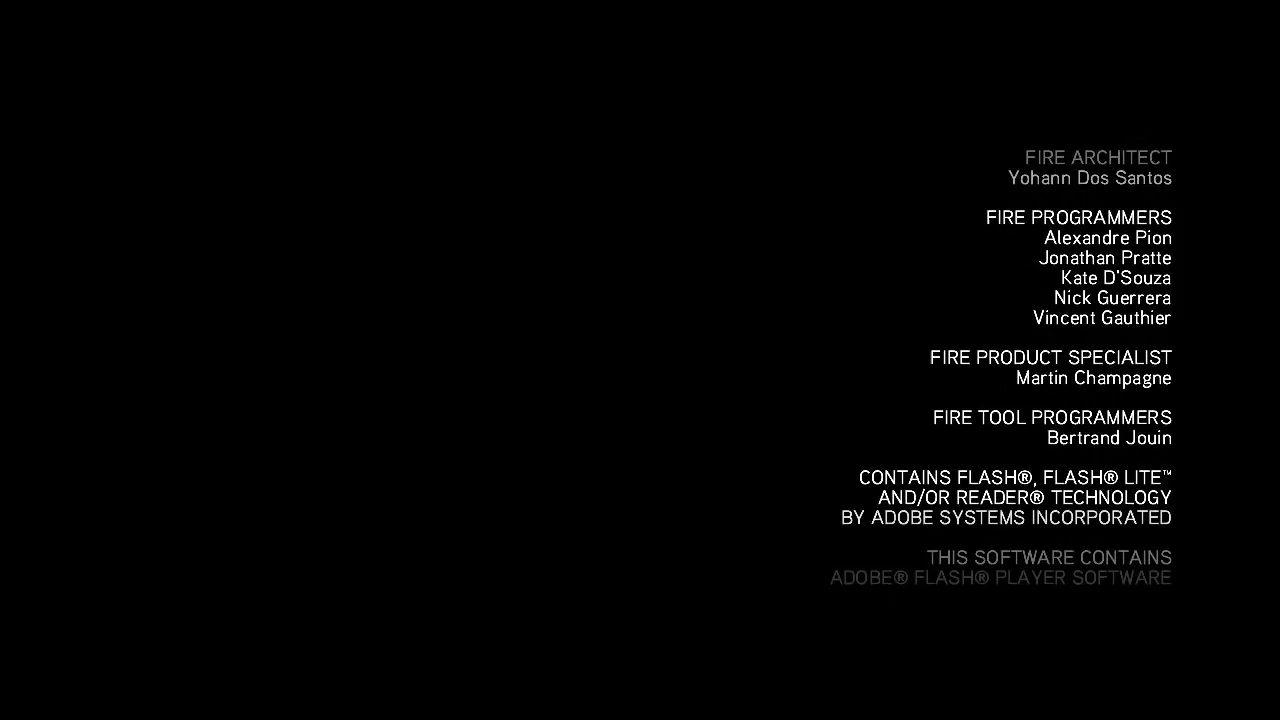 FIRE ARCHITECT
Yohann Dos Santos
FIRE PROGRAMMERS
Alexandre Pion
Jonathan Pratte
Kate D'Souza
Nick Guerrera
Vincent Gauthier
FIRE PRODUCT SPECIALIST
Martin Champagne
FIRE TOOL PROGRAMMERS
Bertrand Jouin
CONTAINS FLASH®, FLASH® LITE™
AND/OR READER® TECHNOLOGY
BY ADOBE SYSTEMS INCORPORATED
THIS SOFTWARE CONTAINS
ADOBE® FLASH® PLAYER SOFTWARE